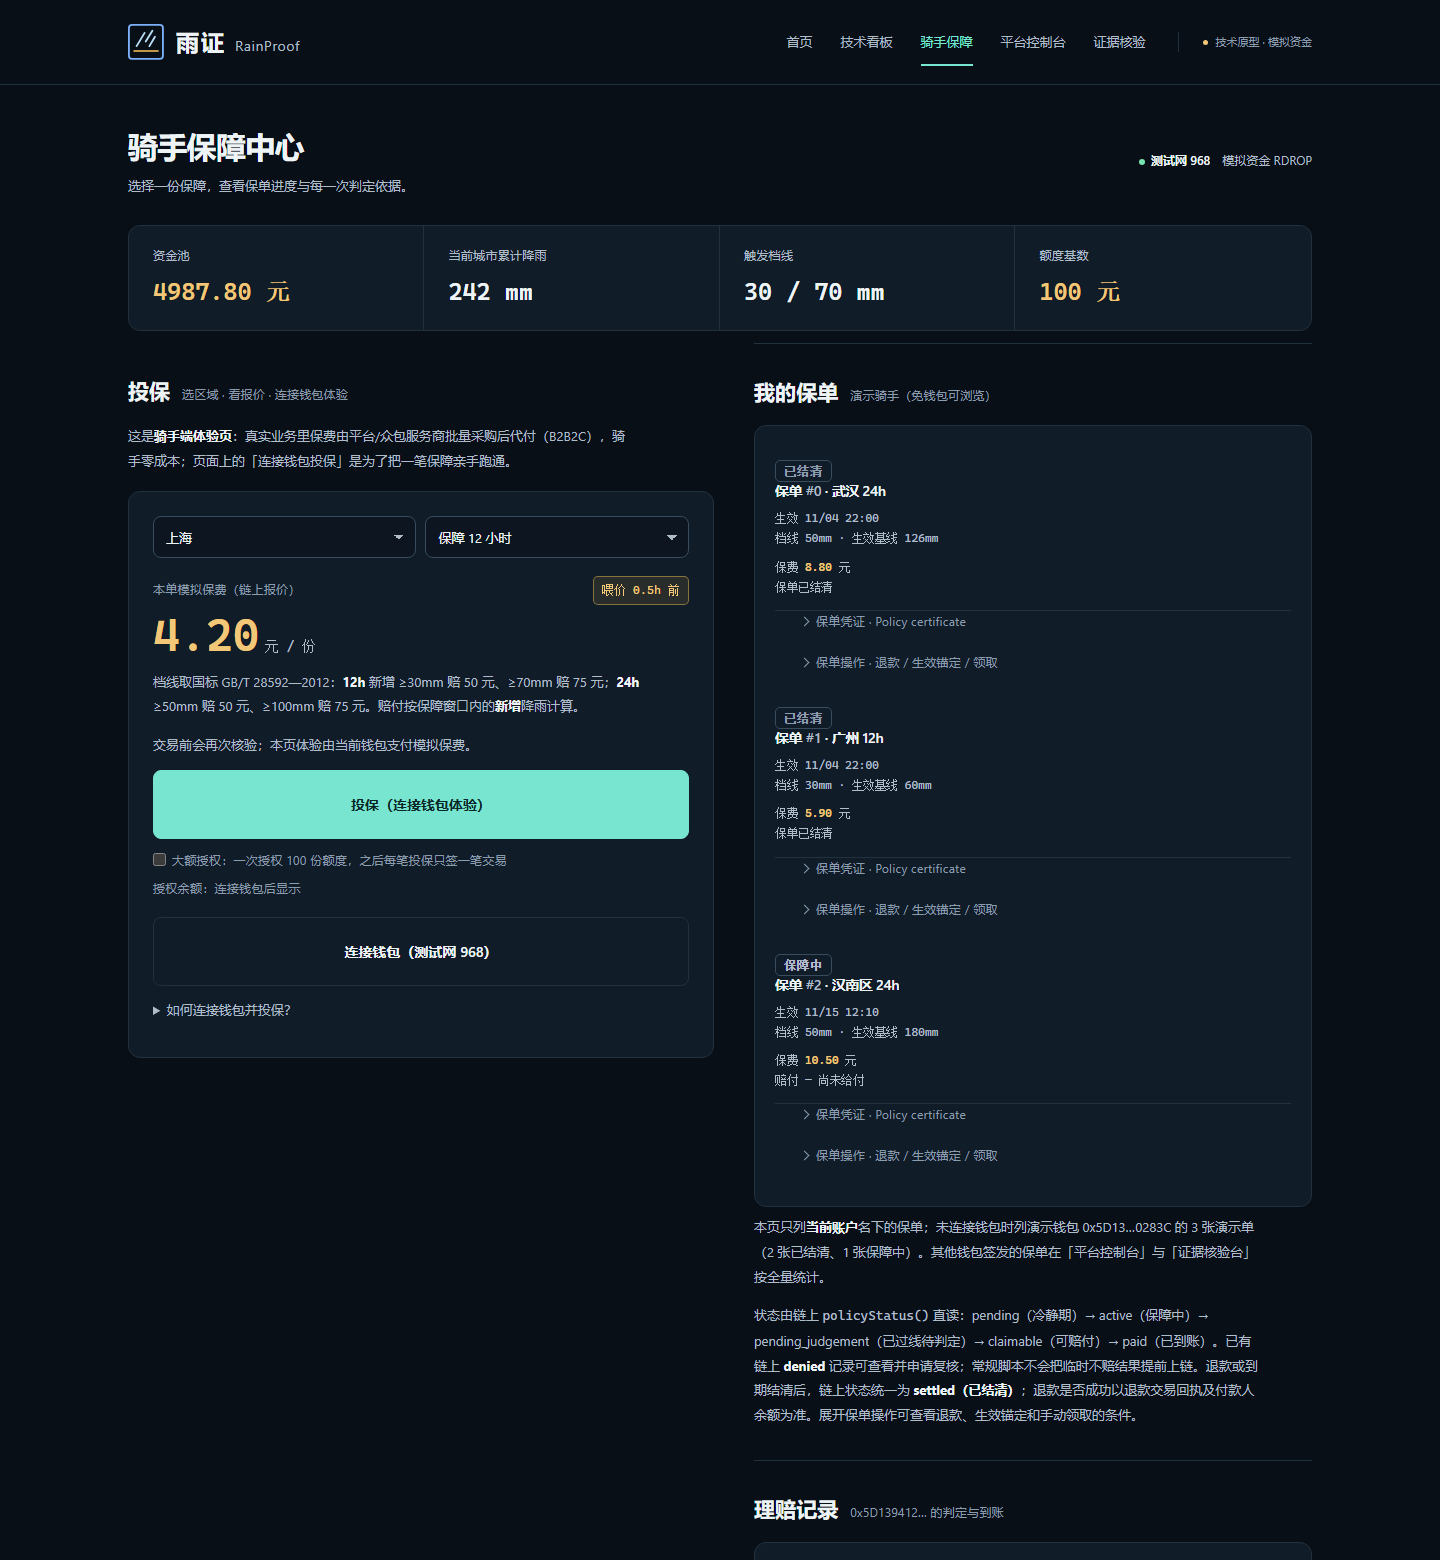 雨证 RainProof
首页 技术看板 骑手保障 平台控制台 证据核验 技术原型 · 模拟资金
骑手保障中心
选择一份保障，查看保单进度与每一次判定依据。
测试网 968 模拟资金 RDROP
资金池
4987.80 元
当前城市累计降雨
242 mm
触发档线
30 / 70 mm
额度基数
100 元
投保 选区域 · 看报价 · 连接钱包体验
这是骑手端体验页：真实业务里保费由平台/众包服务商批量采购后代付（B2B2C），骑
手零成本；页面上的「连接钱包投保」是为了把一笔保障亲手跑通。
上海
保障 12 小时
本单模拟保费（链上报价）
喂价 0.5h 前
4.20 元 / 份
档线取国标 GB/T 28592—2012：12h 新增 ≥30mm 赔 50 元、≥70mm 赔 75 元；24h
≥50mm 赔 50 元、≥100mm 赔 75 元。赔付按保障窗口内的新增降雨计算。
交易前会再次核验；本页体验由当前钱包支付模拟保费。
投保（连接钱包体验）
大额授权：一次授权 100 份额度，之后每笔投保只签一笔交易
授权余额：连接钱包后显示
连接钱包（测试网 968）
如何连接钱包并投保?
我的保单 演示骑手（免钱包可浏览）
已结清
保单 #0 · 武汉 24h
生效 11/04 22:00
档线 50mm · 生效基线 126mm
保费 8.80 元
保单已结清
保单凭证 · Policy certificate
保单操作 · 退款 / 生效锚定 / 领取
已结清
保单 #1 · 广州 12h
生效 11/04 22:00
档线 30mm · 生效基线 60mm
保费 5.90 元
保单已结清
保单凭证 · Policy certificate
保单操作 · 退款 / 生效锚定 / 领取
保障中
保单 #2 · 汉南区 24h
生效 11/15 12:10
档线 50mm · 生效基线 180mm
保费 10.50 元
赔付 — 尚未给付
保单凭证 · Policy certificate
保单操作 · 退款 / 生效锚定 / 领取
本页只列当前账户名下的保单；未连接钱包时列演示钱包 0x5D13…0283C 的 3 张演示单
（2 张已结清、1 张保障中）。其他钱包签发的保单在「平台控制台」与「证据核验台」
按全量统计。
状态由链上 policyStatus() 直读：pending（冷静期）→ active（保障中）→
pending_judgement（已过线待判定）→ claimable（可赔付）→ paid（已到账）。已有
链上 denied 记录可查看并申请复核；常规脚本不会把临时不赔结果提前上链。退款或到
期结清后，链上状态统一为 settled（已结清）；退款是否成功以退款交易回执及付款人
余额为准。展开保单操作可查看退款、生效锚定和手动领取的条件。
理赔记录 0x5D139412… 的判定与到账